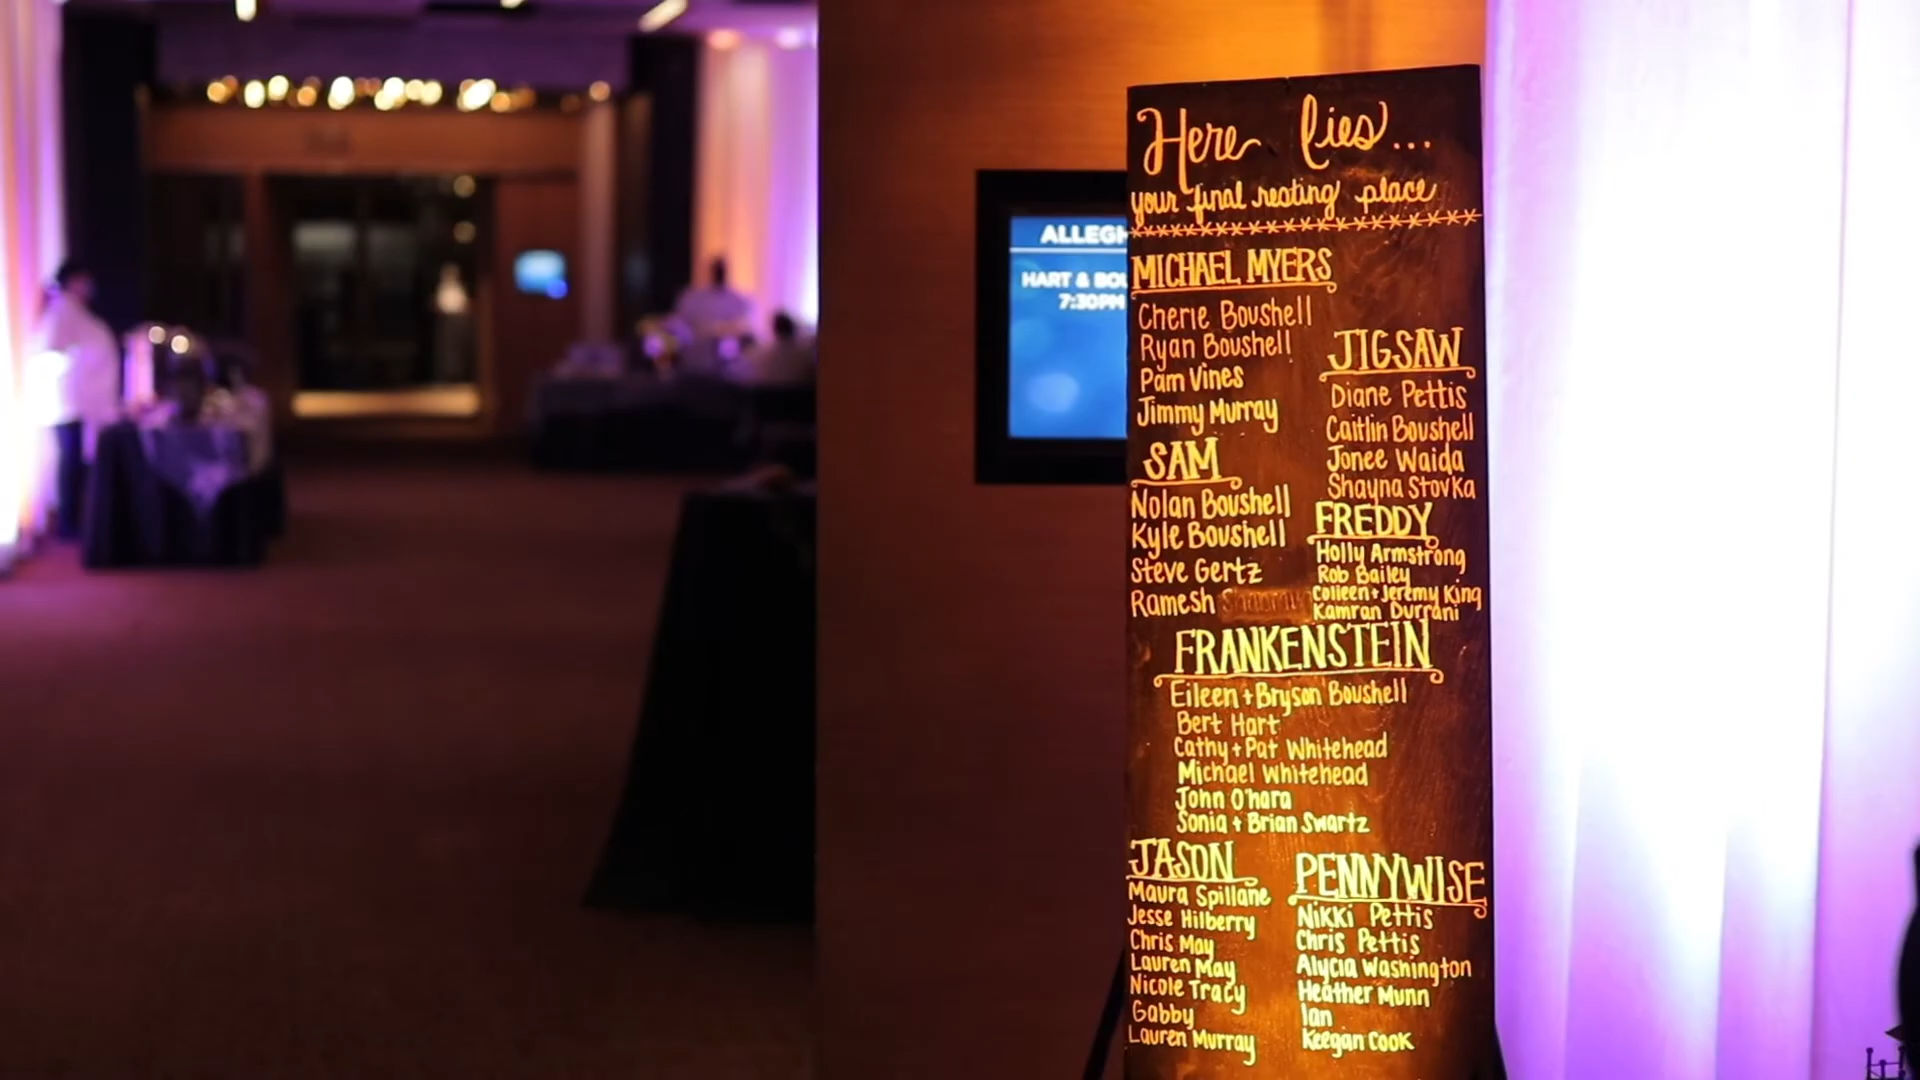 Here lies...
your final resting place
MICHAEL MYERS
Cherie Boushell
Ryan Boushell
Pam Vines
Jimmy Murray
JIGSAW
Diane Pettis
Caitlin Boushell
Jonee Waida
Shayna Stovka
SAM
Nolan Boushell
Kyle Boushell
Steve Gertz
Ramesh
FREDDY
Holly Armstrong
Rob Bailey
Colleen + Jeremy King
Kamran Durrani
FRANKENSTEIN
Eileen + Bryson Boushell
Bert Hart
Cathy + Pat Whitehead
Michael Whitehead
John O'hara
Sonia + Brian Swartz
JASON
Maura Spillane
Jesse Hilberry
Chris May
Lauren May
Nicole Tracy
Gabby
Lauren Murray
PENNYWISE
Nikki Pettis
Chris Pettis
Alycia Washington
Heather Munn
Ian
Keegan Cook
ALLEGH
HART & BOU
7:30PM